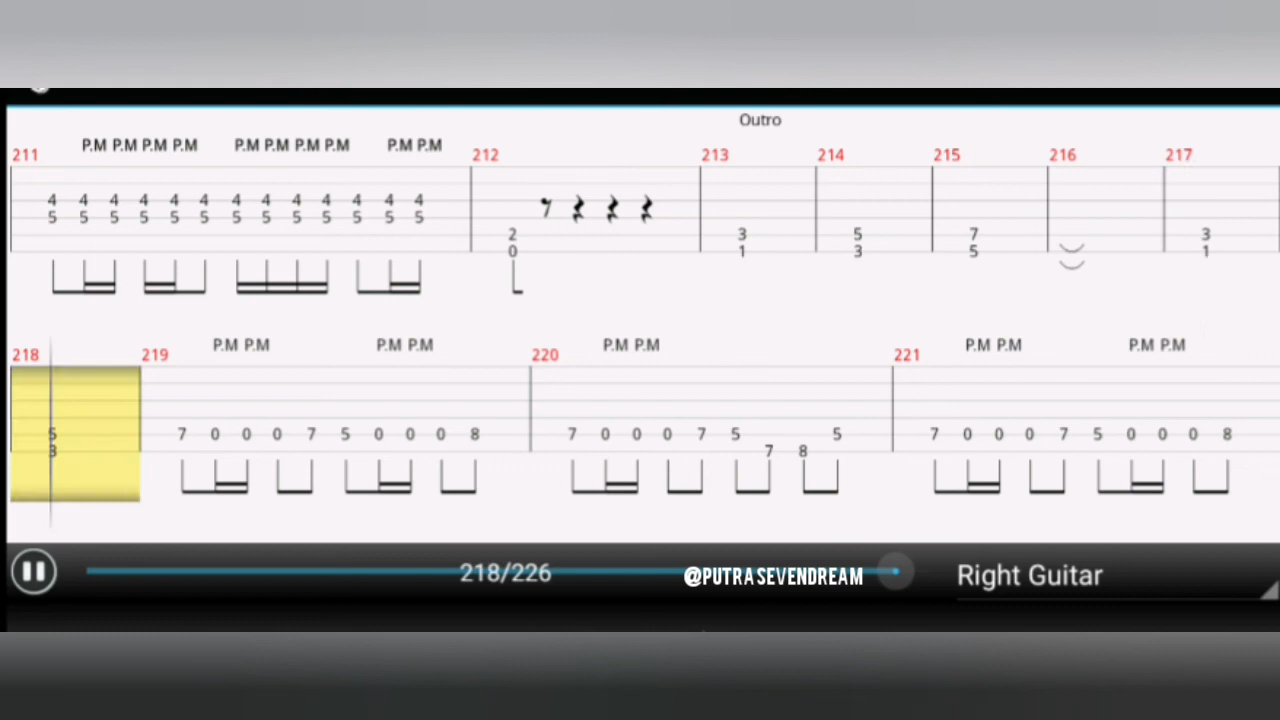 Outro
P.M P.M P.M P.M P.M P.M P.M P.M P.M P.M
211 212 213 214 215 216 217
4 4 4 4 4 4 4 4 4 4 4 4 4
5 5 5 5 5 5 5 5 5 5 5 5 5
2 3 5 7 3
0 1 3 5 1
P.M P.M P.M P.M P.M P.M P.M P.M P.M P.M
218 219 220 221
5 7 0 0 0 7 5 0 0 0 8 7 0 0 0 7 5 5 7 0 0 0 7 5 0 0 0 8
3 7 8
218/226 @PUTRA SEVENDREAM Right Guitar